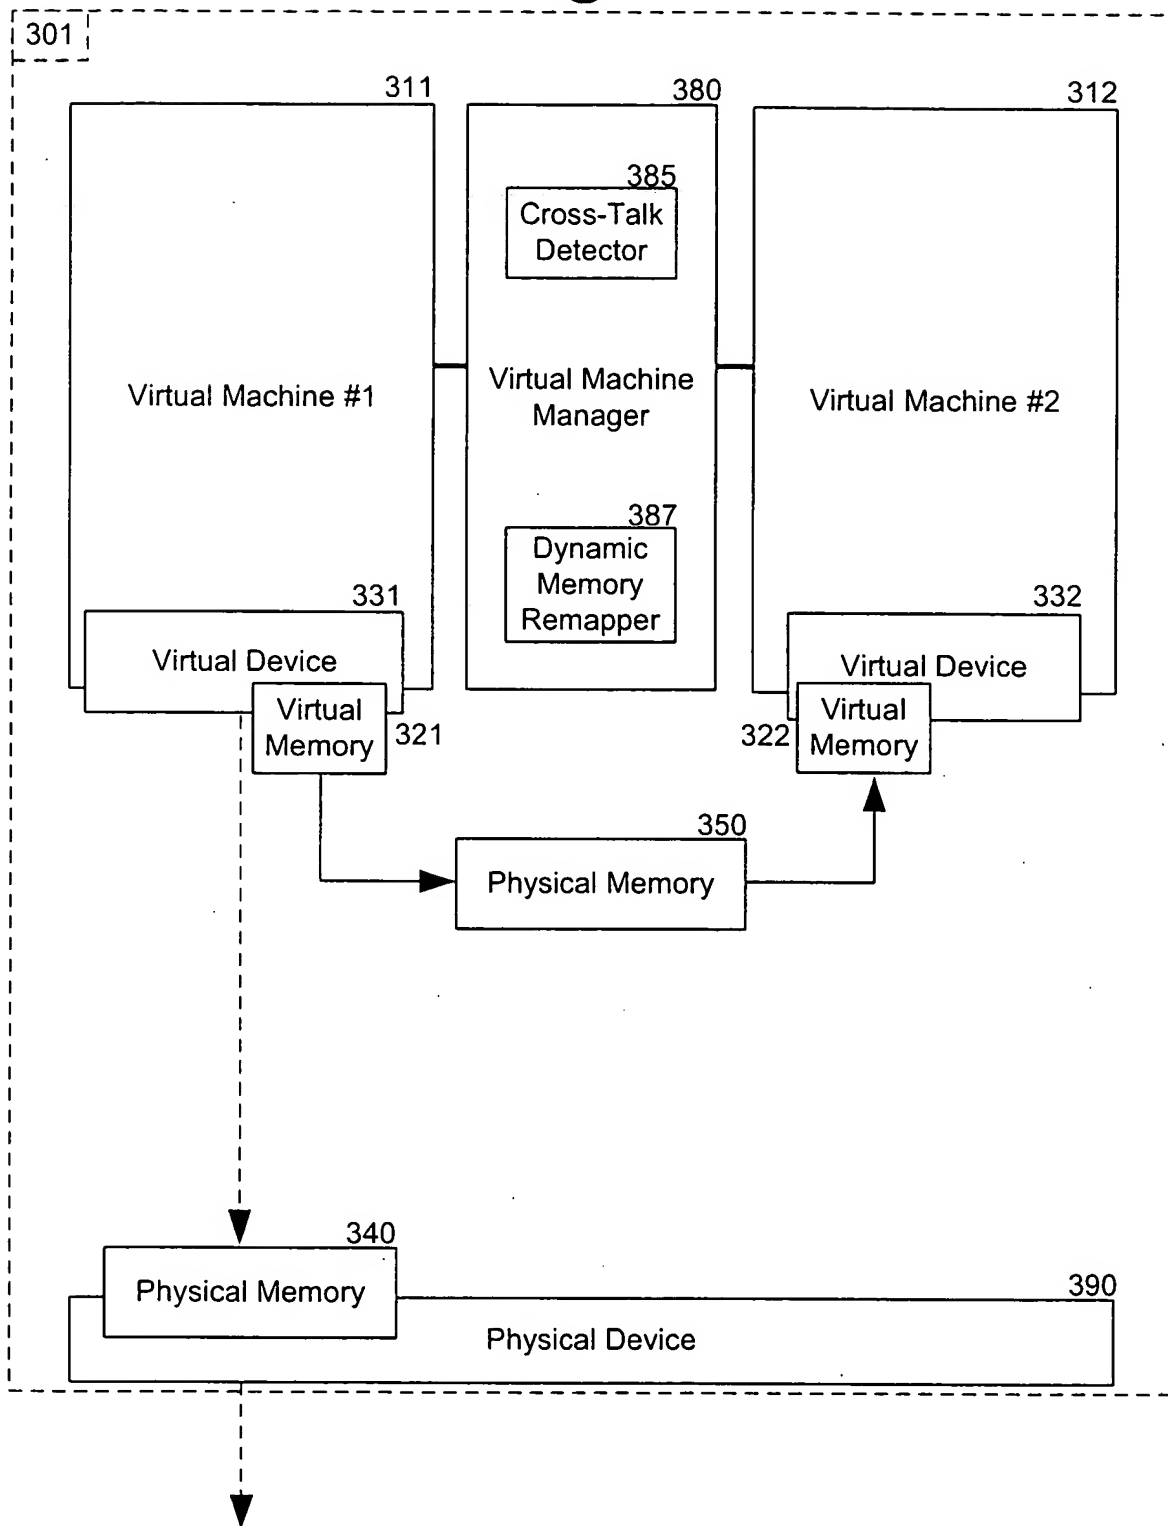 301
311
380
312
385
Cross-Talk
Detector
Virtual Machine #1
Virtual Machine
Manager
Virtual Machine #2
387
Dynamic
Memory
Remapper
331
Virtual Device
332
Virtual Device
Virtual
Memory
321
322
Virtual
Memory
350
Physical Memory
340
Physical Memory
390
Physical Device